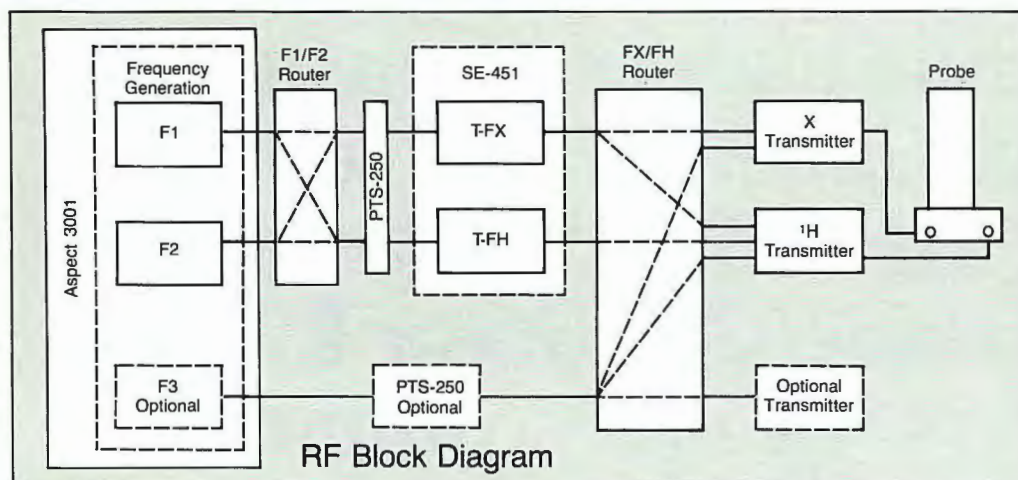 Aspect 3001
Frequency
Generation
F1
F2
F3
Optional
F1/F2
Router
PTS-250
SE-451
T-FX
T-FH
PTS-250
Optional
FX/FH
Router
X
Transmitter
¹H
Transmitter
Optional
Transmitter
Probe
RF Block Diagram